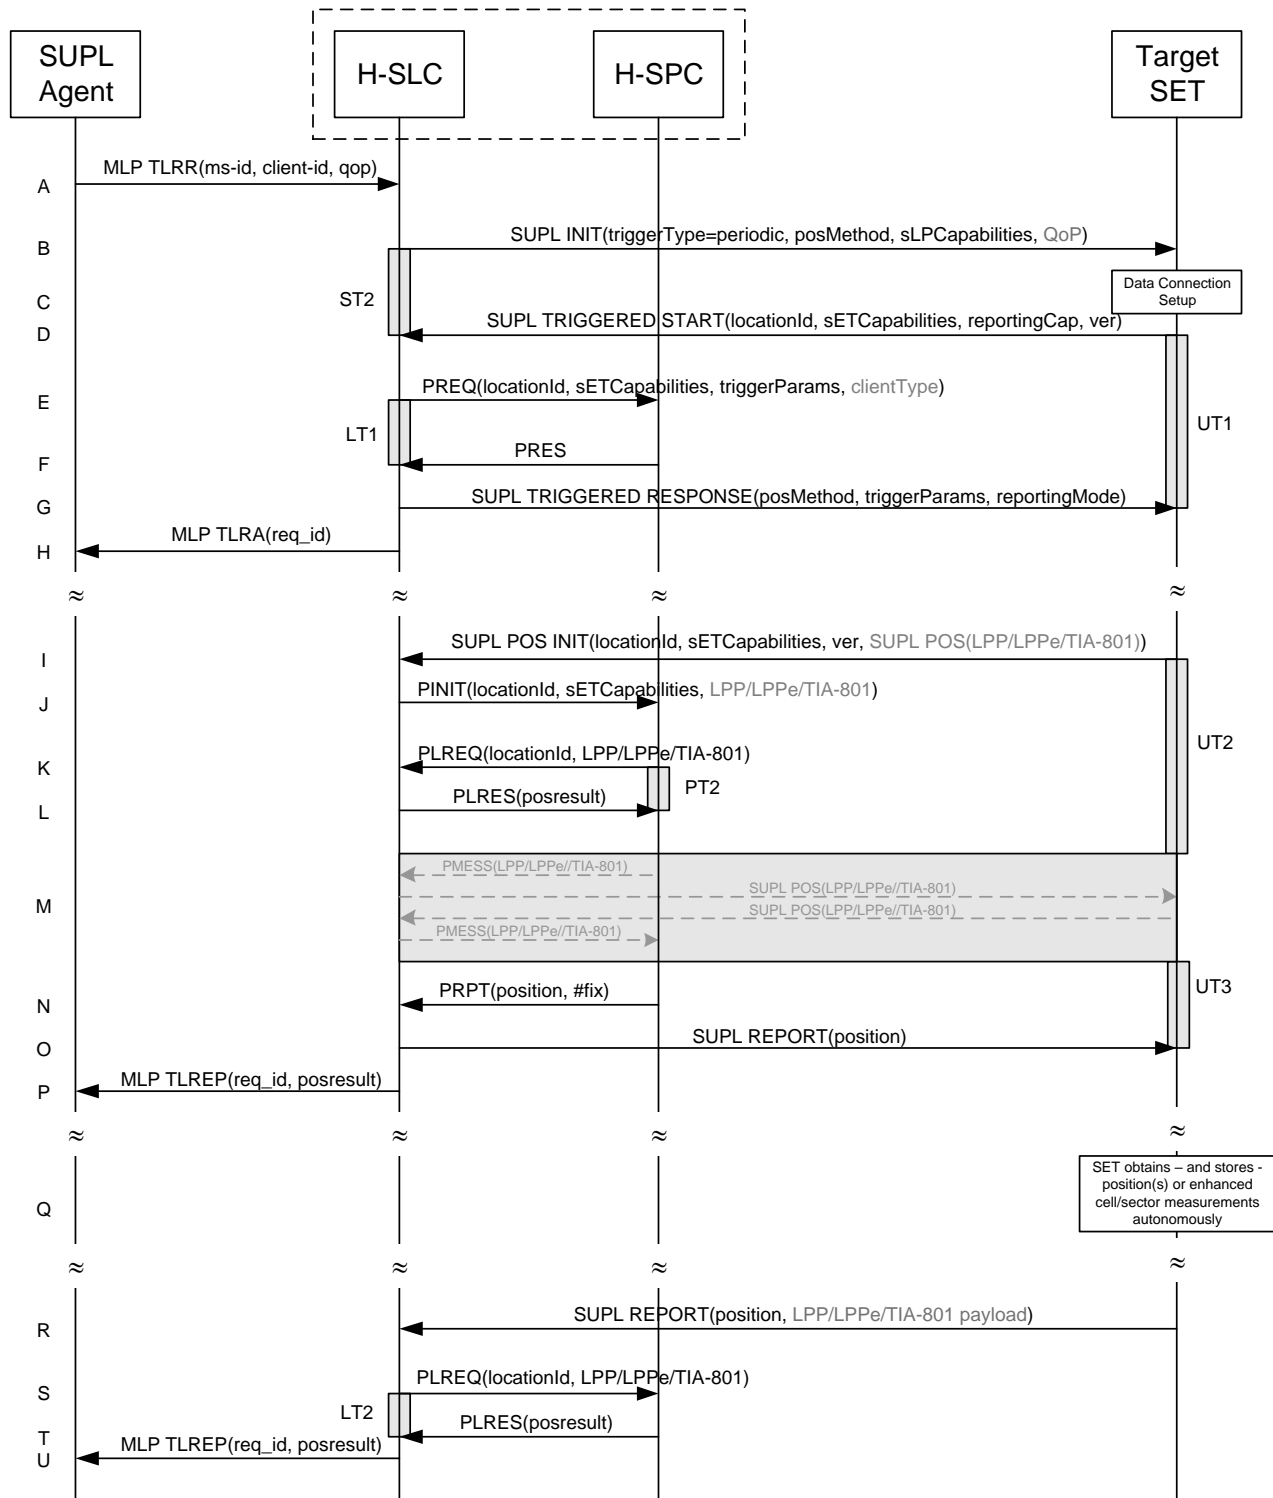 SUPL
Agent
H-SLC
H-SPC
Target
SET
A
MLP TLRR(ms-id, client-id, qop)
B
SUPL INIT(triggerType=periodic, posMethod, sLPCapabilities, QoP)
C
ST2
Data Connection
Setup
D
SUPL TRIGGERED START(locationId, sETCapabilities, reportingCap, ver)
E
PREQ(locationId, sETCapabilities, triggerParams, clientType)
LT1
UT1
F
PRES
G
SUPL TRIGGERED RESPONSE(posMethod, triggerParams, reportingMode)
H
MLP TLRA(req_id)
≈ ≈ ≈ ≈
I
SUPL POS INIT(locationId, sETCapabilities, ver, SUPL POS(LPP/LPPe/TIA-801))
J
PINIT(locationId, sETCapabilities, LPP/LPPe/TIA-801)
UT2
K
PLREQ(locationId, LPP/LPPe/TIA-801)
PT2
L
PLRES(posresult)
PMESS(LPP/LPPe//TIA-801)
SUPL POS(LPP/LPPe//TIA-801)
M
SUPL POS(LPP/LPPe//TIA-801)
PMESS(LPP/LPPe//TIA-801)
UT3
N
PRPT(position, #fix)
O
SUPL REPORT(position)
P
MLP TLREP(req_id, posresult)
≈ ≈ ≈ ≈
SET obtains – and stores -
position(s) or enhanced
cell/sector measurements
autonomously
Q
≈ ≈ ≈ ≈
R
SUPL REPORT(position, LPP/LPPe/TIA-801 payload)
S
PLREQ(locationId, LPP/LPPe/TIA-801)
LT2
T
PLRES(posresult)
U
MLP TLREP(req_id, posresult)